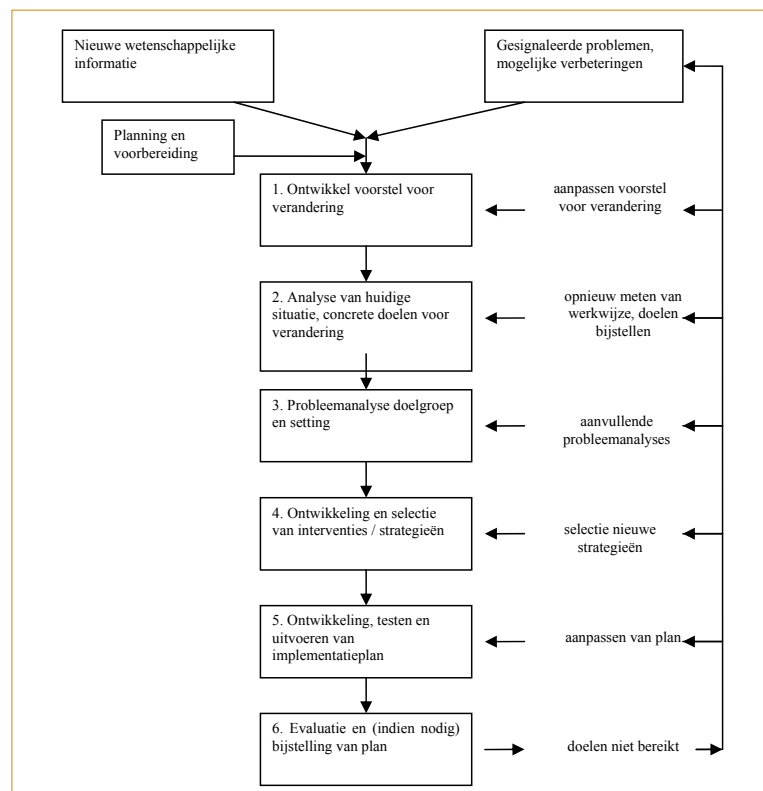 Nieuwe wetenschappelijke
informatie
Gesignaleerde problemen,
mogelijke verbeteringen
Planning en
voorbereiding
1. Ontwikkel voorstel voor
verandering
aanpassen voorstel
voor verandering
2. Analyse van huidige
situatie, concrete doelen voor
verandering
opnieuw meten van
werkwijze, doelen
bijstellen
3. Probleemanalyse doelgroep
en setting
aanvullende
probleemanalyses
4. Ontwikkeling en selectie
van interventies / strategieën
selectie nieuwe
strategieën
5. Ontwikkeling, testen en
uitvoeren van
implementatieplan
aanpassen van plan
6. Evaluatie en (indien nodig)
bijstelling van plan
doelen niet bereikt